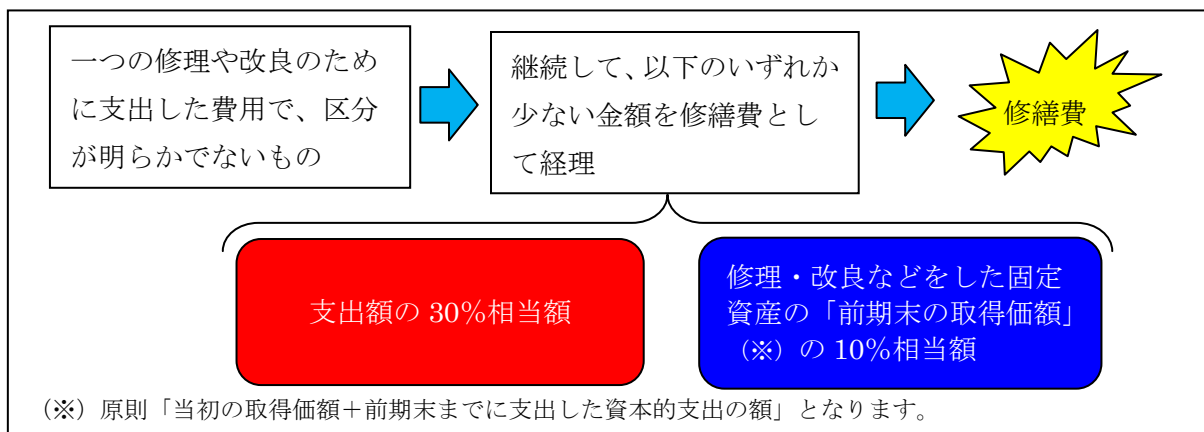 一つの修理や改良のため
に支出した費用で、区分
が明らかでないもの
継続して、以下のいずれか
少ない金額を修繕費とし
て経理
修繕費
支出額の 30％相当額
修理・改良などをした固定
資産の「前期末の取得価額」
（※）の 10％相当額
（※）原則「当初の取得価額＋前期末までに支出した資本的支出の額」となります。